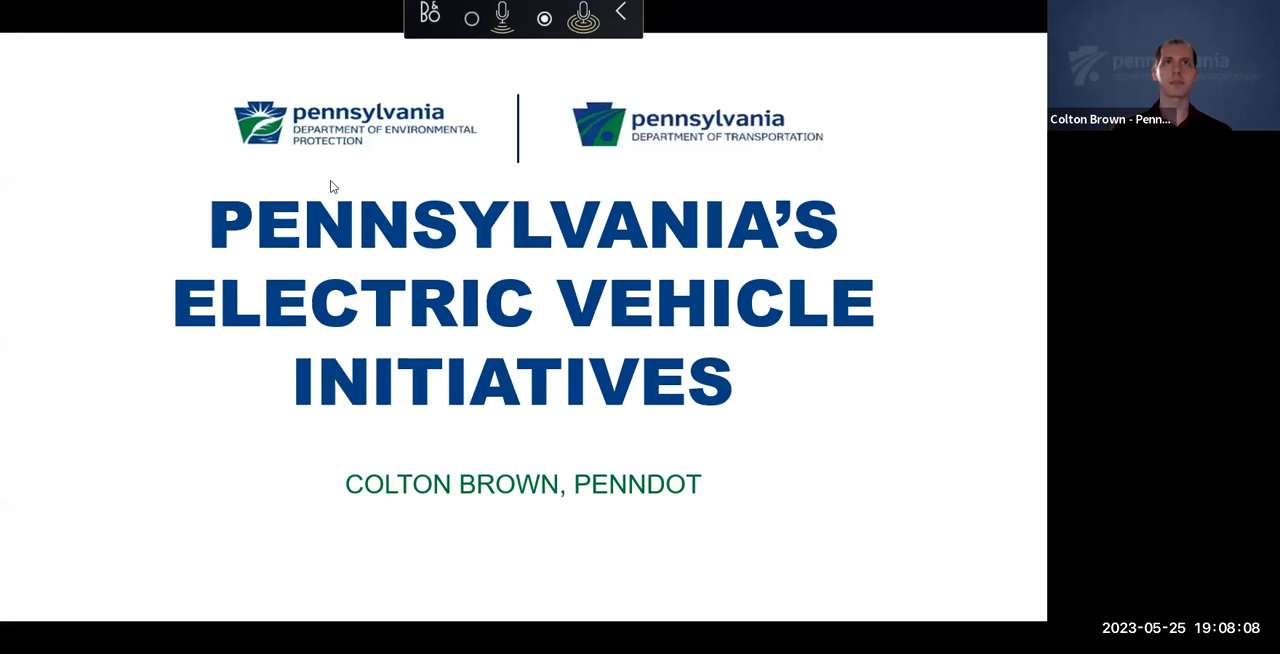 B&O
pennsylvania
DEPARTMENT OF ENVIRONMENTAL
PROTECTION
pennsylvania
DEPARTMENT OF TRANSPORTATION
PENNSYLVANIA’S
ELECTRIC VEHICLE
INITIATIVES
COLTON BROWN, PENNDOT
Colton Brown - Penn...
2023-05-25 19:08:08